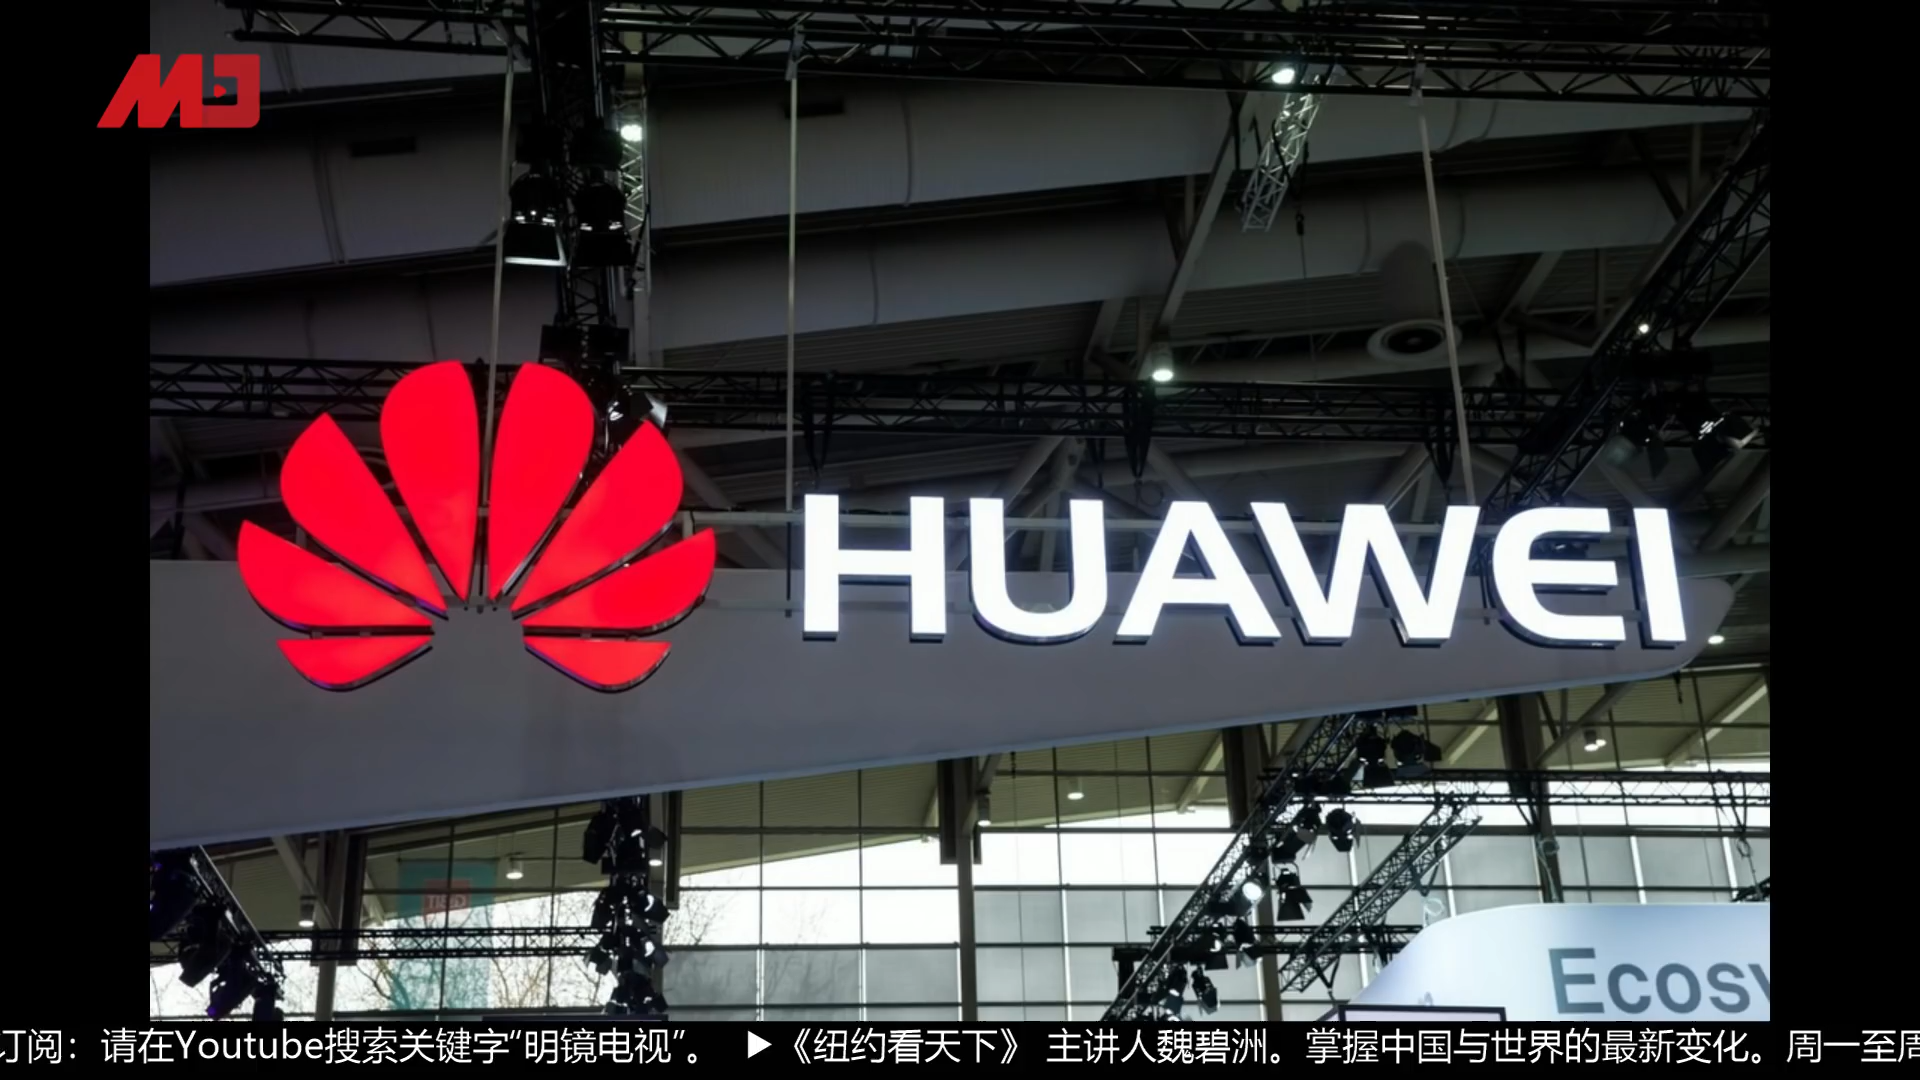 HUAWEI
Ecosy
订阅：请在Youtube搜索关键字“明镜电视”。 ▶《纽约看天下》 主讲人魏碧洲。掌握中国与世界的最新变化。周一至周